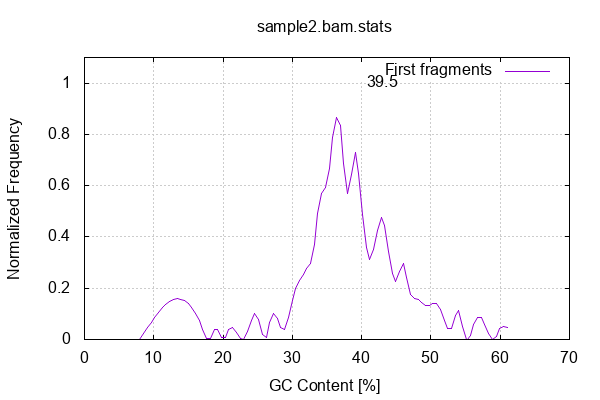 sample2.bam.stats
First fragments
39.5
Normalized Frequency
1
0.8
0.6
0.4
0.2
0
0 10 20 30 40 50 60 70
GC Content [%]